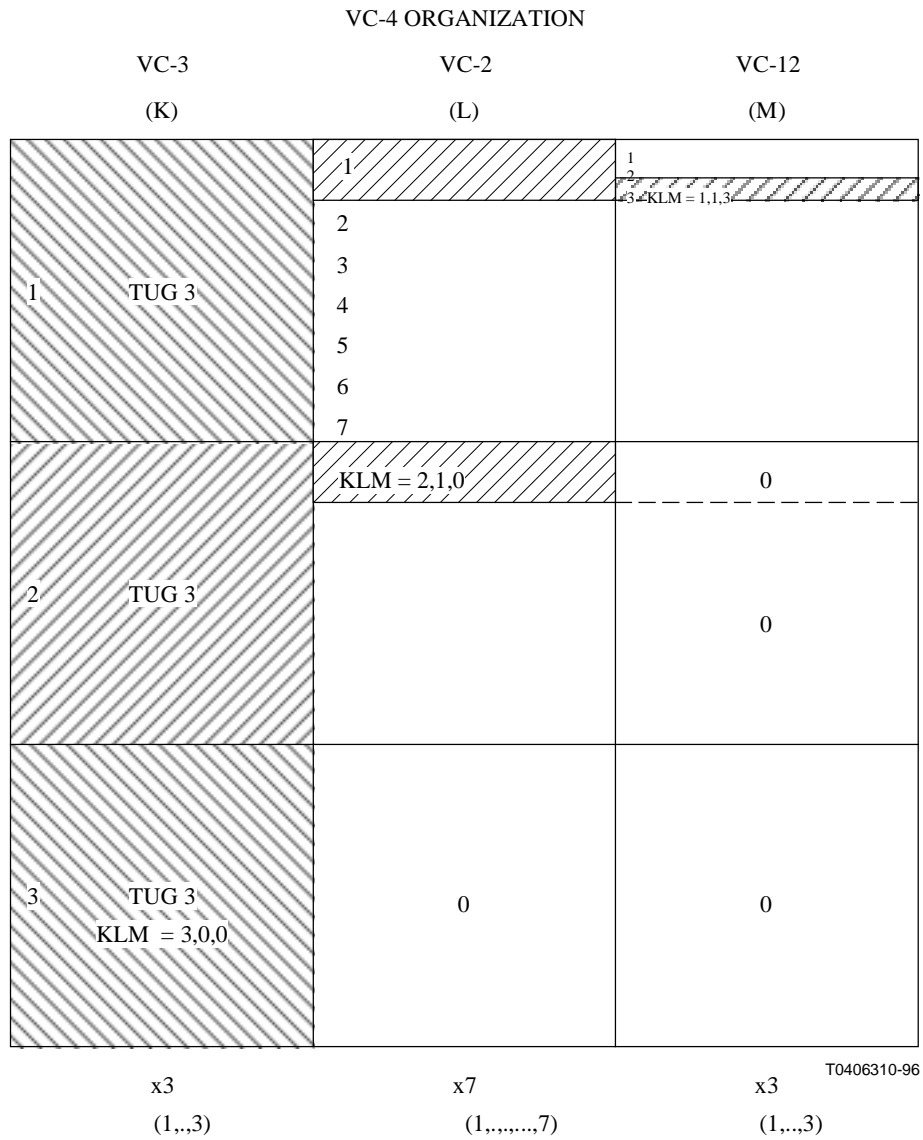 VC-4 ORGANIZATION
VC-3 VC-2 VC-12
(K) (L) (M)
1
1
2
3 KLM = 1,1,3
2
3
1 TUG 3
4
5
6
7
KLM = 2,1,0 0
2 TUG 3
0
3 TUG 3
KLM = 3,0,0
0 0
T0406310-96
x3 x7 x3
(1,.,3) (1,.,.,...,7) (1,..,3)